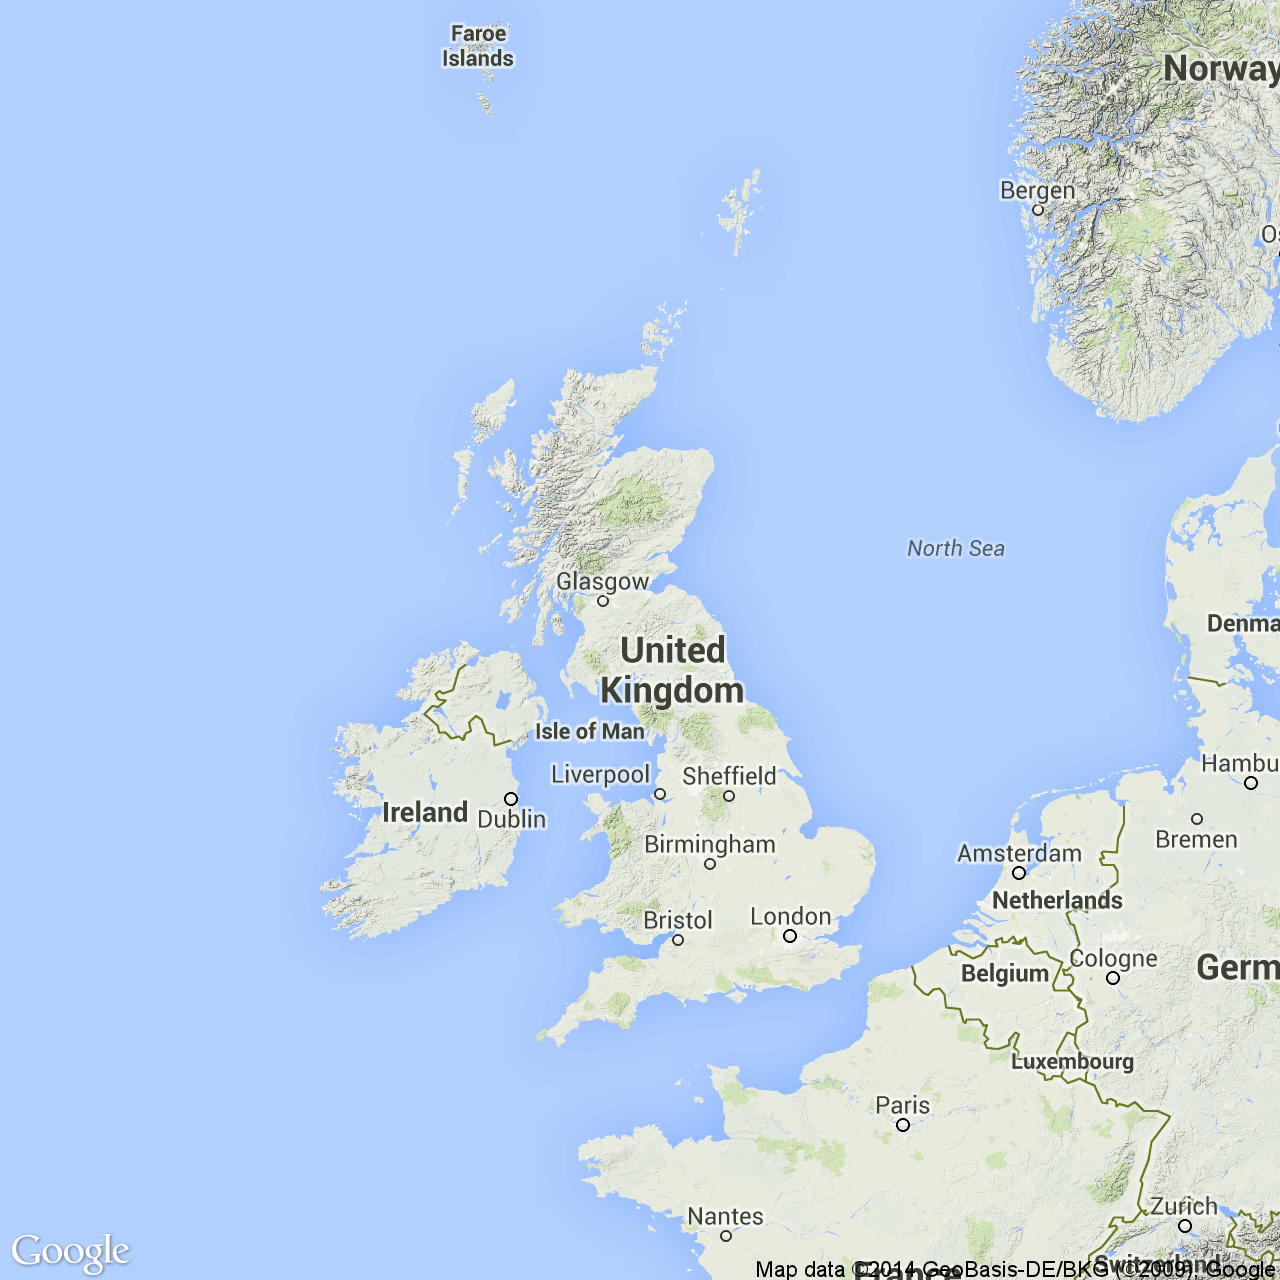 Faroe
Islands
Norway
Bergen
Os
North Sea
Glasgow
United
Kingdom
Denma
Isle of Man
Hambu
Liverpool
Sheffield
Ireland
Dublin
Bremen
Birmingham
Amsterdam
Netherlands
Bristol
London
Cologne
Belgium
Germ
Luxembourg
Paris
Zurich
Nantes
Switzerland
France
Google
Map data ©2014 GeoBasis-DE/BKG (©2009), Google